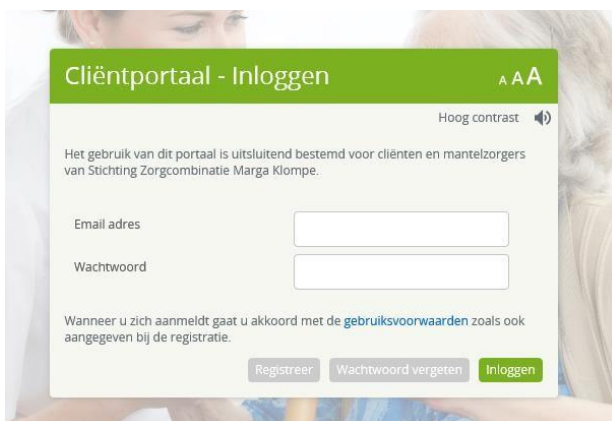 Cliëntportaal - Inloggen
A A A
Hoog contrast
Het gebruik van dit portaal is uitsluitend bestemd voor cliënten en mantelzorgers
van Stichting Zorgcombinatie Marga Klompe.
Email adres
Wachtwoord
Wanneer u zich aanmeldt gaat u akkoord met de gebruiksvoorwaarden zoals ook
aangegeven bij de registratie.
Registreer Wachtwoord vergeten Inloggen